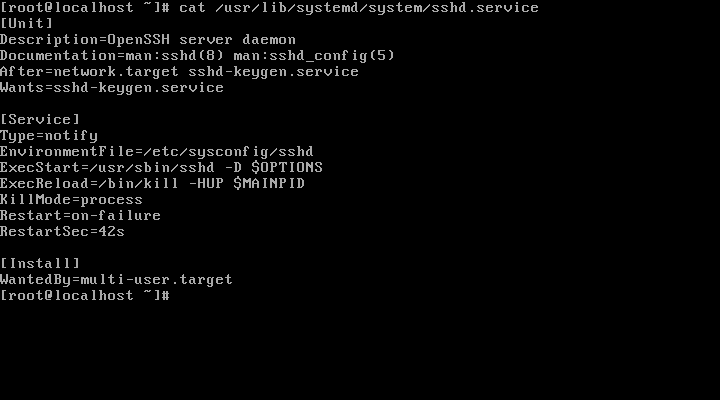 [root@localhost ~]# cat /usr/lib/systemd/system/sshd.service
[Unit]
Description=OpenSSH server daemon
Documentation=man:sshd(8) man:sshd_config(5)
After=network.target sshd-keygen.service
Wants=sshd-keygen.service

[Service]
Type=notify
EnvironmentFile=/etc/sysconfig/sshd
ExecStart=/usr/sbin/sshd -D $OPTIONS
ExecReload=/bin/kill -HUP $MAINPID
KillMode=process
Restart=on-failure
RestartSec=42s

[Install]
WantedBy=multi-user.target
[root@localhost ~]#